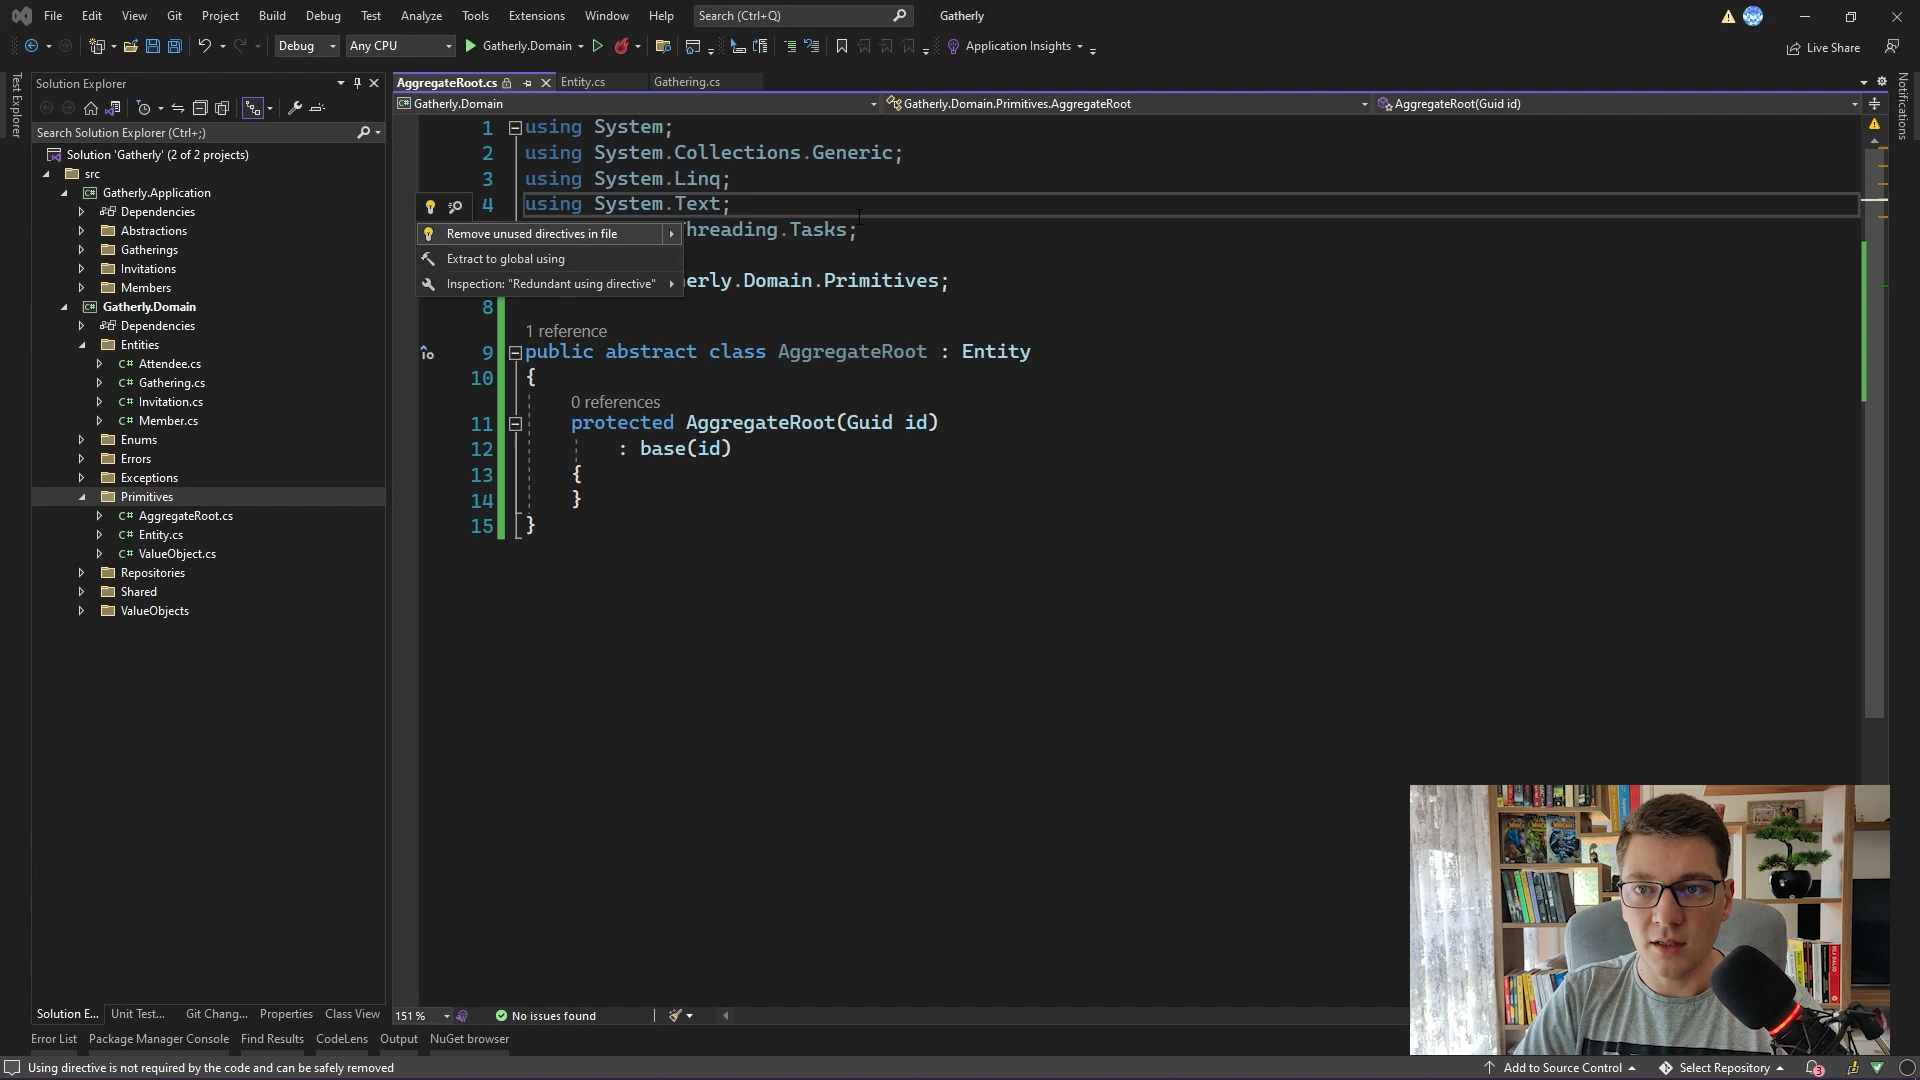 File Edit View Git Project Build Debug Test Analyze Tools Extensions Window Help Search (Ctrl+Q) Gatherly
Debug Any CPU Gatherly.Domain Application Insights Live Share
Test Explorer
Solution Explorer
Search Solution Explorer (Ctrl+;)
Solution 'Gatherly' (2 of 2 projects)
src
Gatherly.Application
Dependencies
Abstractions
Gatherings
Invitations
Members
Gatherly.Domain
Dependencies
Entities
C# Attendee.cs
C# Gathering.cs
C# Invitation.cs
C# Member.cs
Enums
Errors
Exceptions
Primitives
C# AggregateRoot.cs
C# Entity.cs
C# ValueObject.cs
Repositories
Shared
ValueObjects
Solution E... Unit Test... Git Chang... Properties Class View
AggregateRoot.cs Entity.cs Gathering.cs
Gatherly.Domain Gatherly.Domain.Primitives.AggregateRoot AggregateRoot(Guid id)
Notifications
1 using System;
2 using System.Collections.Generic;
3 using System.Linq;
4 using System.Text;
hreading.Tasks;
Remove unused directives in file
Extract to global using
erly.Domain.Primitives;
Inspection: "Redundant using directive"
8
1 reference
9 public abstract class AggregateRoot : Entity
10 {
0 references
11 protected AggregateRoot(Guid id)
12 : base(id)
13 {
14 }
15 }
151 % No issues found
Error List Package Manager Console Find Results CodeLens Output NuGet browser
Using directive is not required by the code and can be safely removed Add to Source Control Select Repository 3